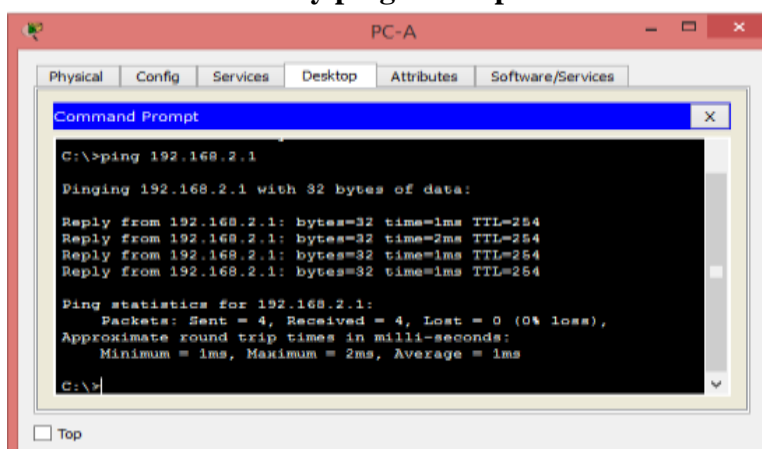 y ping
PC-A
Physical Config Services Desktop Attributes Software/Services
Command Prompt X
C:\>ping 192.168.2.1
Pinging 192.168.2.1 with 32 bytes of data:
Reply from 192.168.2.1: bytes=32 time=1ms TTL=254
Reply from 192.168.2.1: bytes=32 time=2ms TTL=254
Reply from 192.168.2.1: bytes=32 time=1ms TTL=254
Reply from 192.168.2.1: bytes=32 time=1ms TTL=254
Ping statistics for 192.168.2.1:
Packets: Sent = 4, Received = 4, Lost = 0 (0% loss),
Approximate round trip times in milli-seconds:
Minimum = 1ms, Maximum = 2ms, Average = 1ms
C:\>
Top